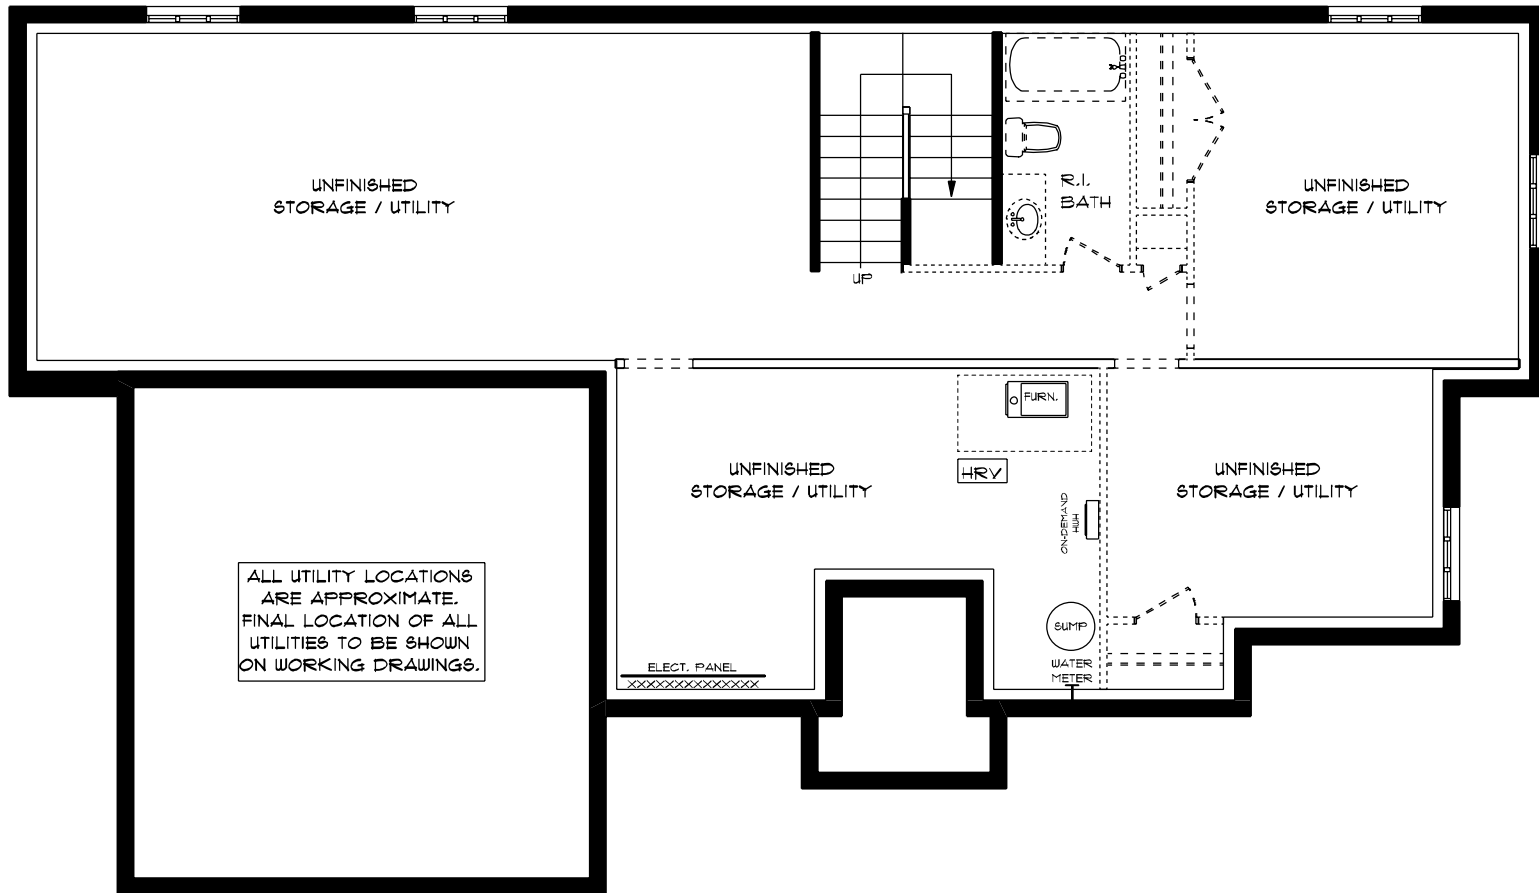 UNFINISHED
STORAGE / UTILITY
UP
R.I.
BATH
UNFINISHED
STORAGE / UTILITY
UNFINISHED
STORAGE / UTILITY
FURN.
HRV
ON-DEMAND
HWH
UNFINISHED
STORAGE / UTILITY
SUMP
WATER
METER
ELECT. PANEL
ALL UTILITY LOCATIONS
ARE APPROXIMATE.
FINAL LOCATION OF ALL
UTILITIES TO BE SHOWN
ON WORKING DRAWINGS.